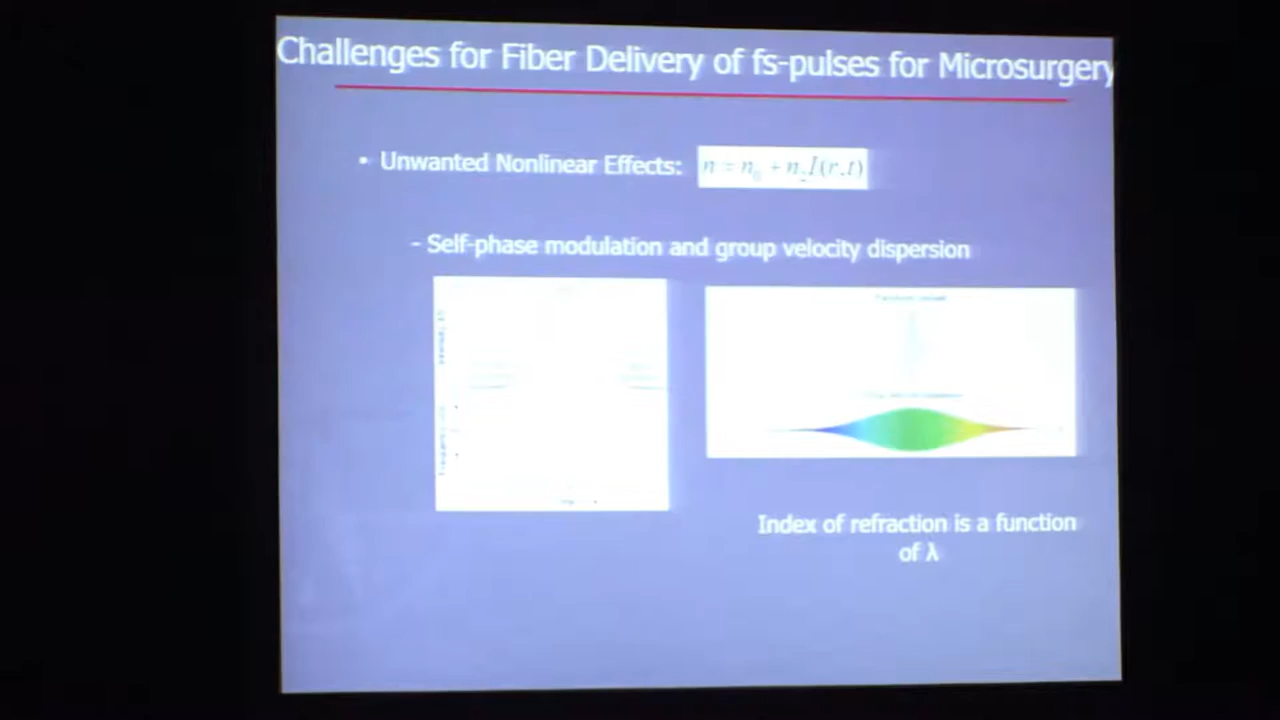 Challenges for Fiber Delivery of fs-pulses for Microsurgery
• Unwanted Nonlinear Effects: n = n₀ + n₂I(r,t)
- Self-phase modulation and group velocity dispersion
Index of refraction is a function
of λ